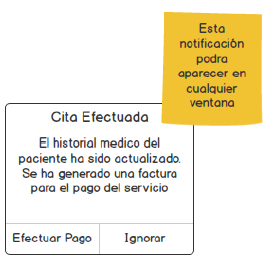 Esta
notificación
podra
aparecer en
cualquier
ventana
Cita Efectuada
El historial medico del
paciente ha sido actualizado.
Se ha generado una factura
para el pago del servicio
Efectuar Pago
Ignorar